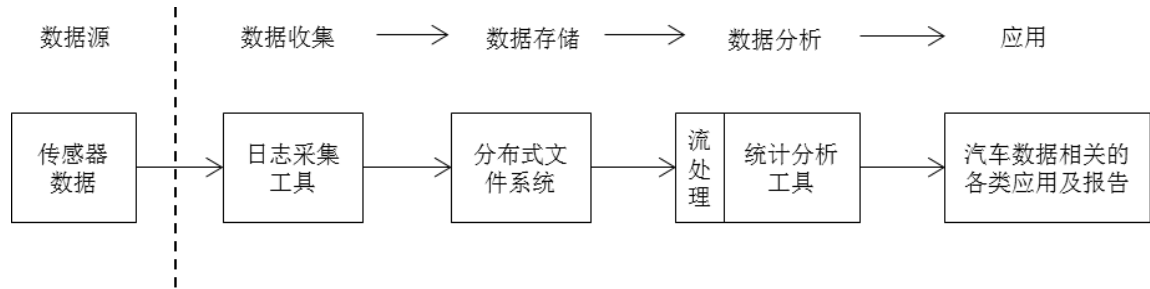 数据源
数据收集
数据存储
数据分析
应用
传感器
数据
日志采集
工具
分布式文
件系统
流
处
理
统计分析
工具
汽车数据相关的
各类应用及报告